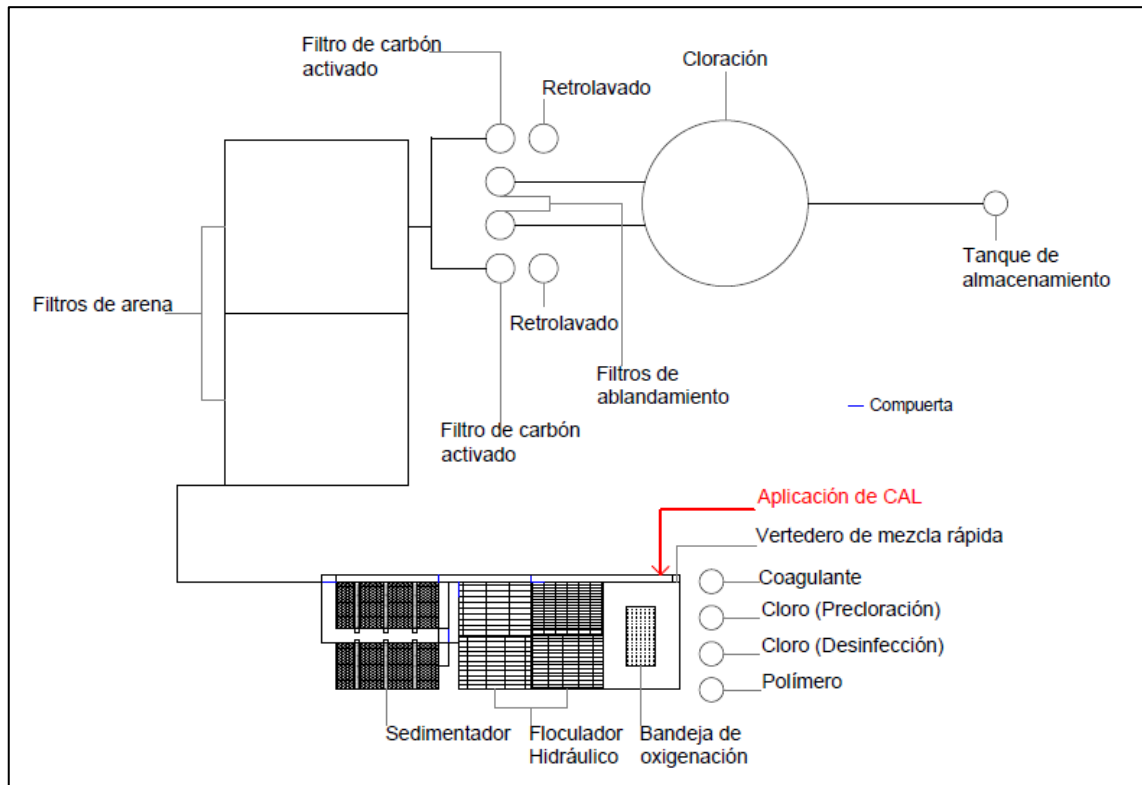 Filtro de carbón
activado
Retrolavado
Cloración
Tanque de
almacenamiento
Filtros de arena
Retrolavado
Filtros de
ablandamiento
Compuerta
Filtro de carbón
activado
Aplicación de CAL
Vertedero de mezcla rápida
Coagulante
Cloro (Precloración)
Cloro (Desinfección)
Polímero
Sedimentador
Floculador
Hidráulico
Bandeja de
oxigenación